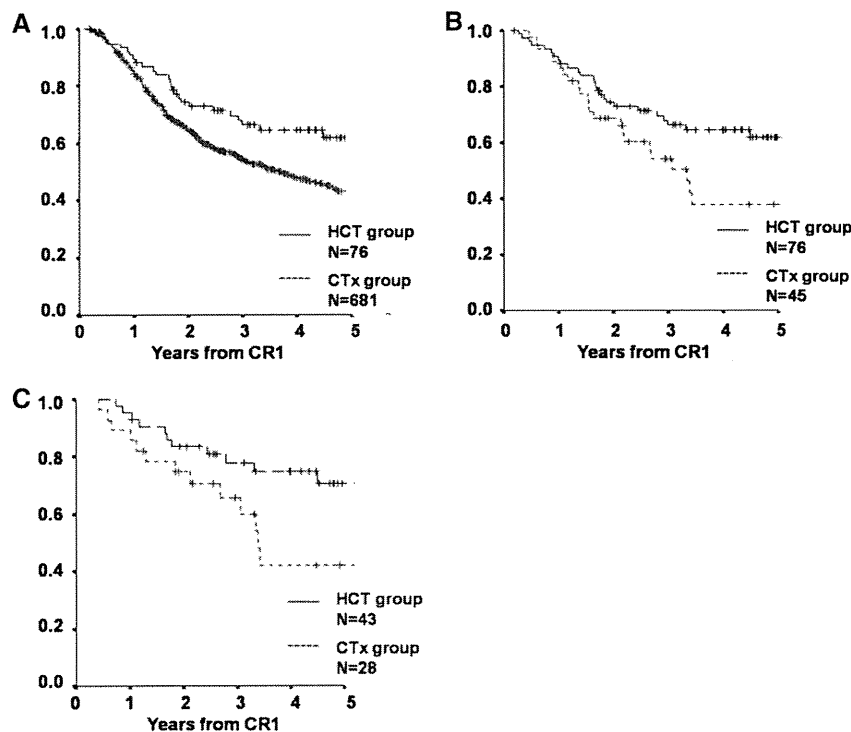 A
1.0
0.8
0.6
0.4
0.2
0.0
0 1 2 3 4 5
Years from CR1
HCT group
N=76
CTx group
N=681
B
1.0
0.8
0.6
0.4
0.2
0.0
0 1 2 3 4 5
Years from CR1
HCT group
N=76
CTx group
N=45
C
1.0
0.8
0.6
0.4
0.2
0.0
0 1 2 3 4 5
Years from CR1
HCT group
N=43
CTx group
N=28